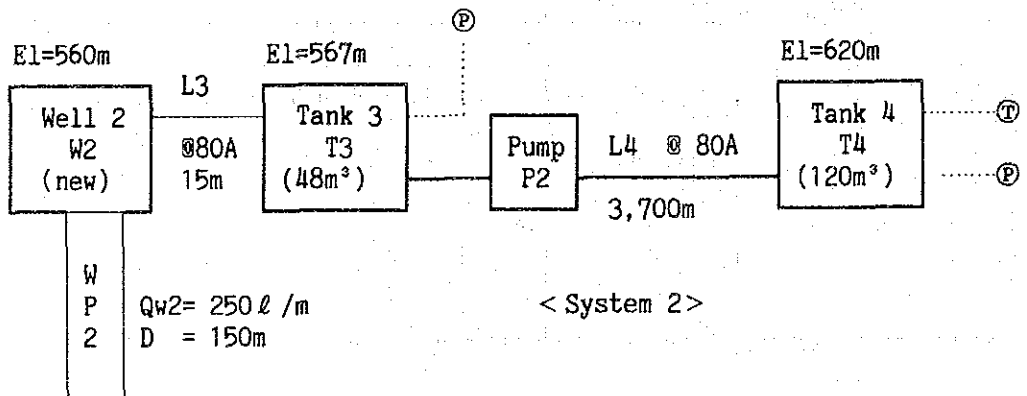 Ⓟ
El=560m
El=567m
El=620m
L3
Well 2
W2
(new)
@80A
15m
Tank 3
T3
(48m³)
Pump
P2
L4 @ 80A
3,700m
Tank 4
T4
(120m³)
Ⓣ
Ⓟ
W
P
2
Qw2= 250ℓ/m
D = 150m
<System 2>